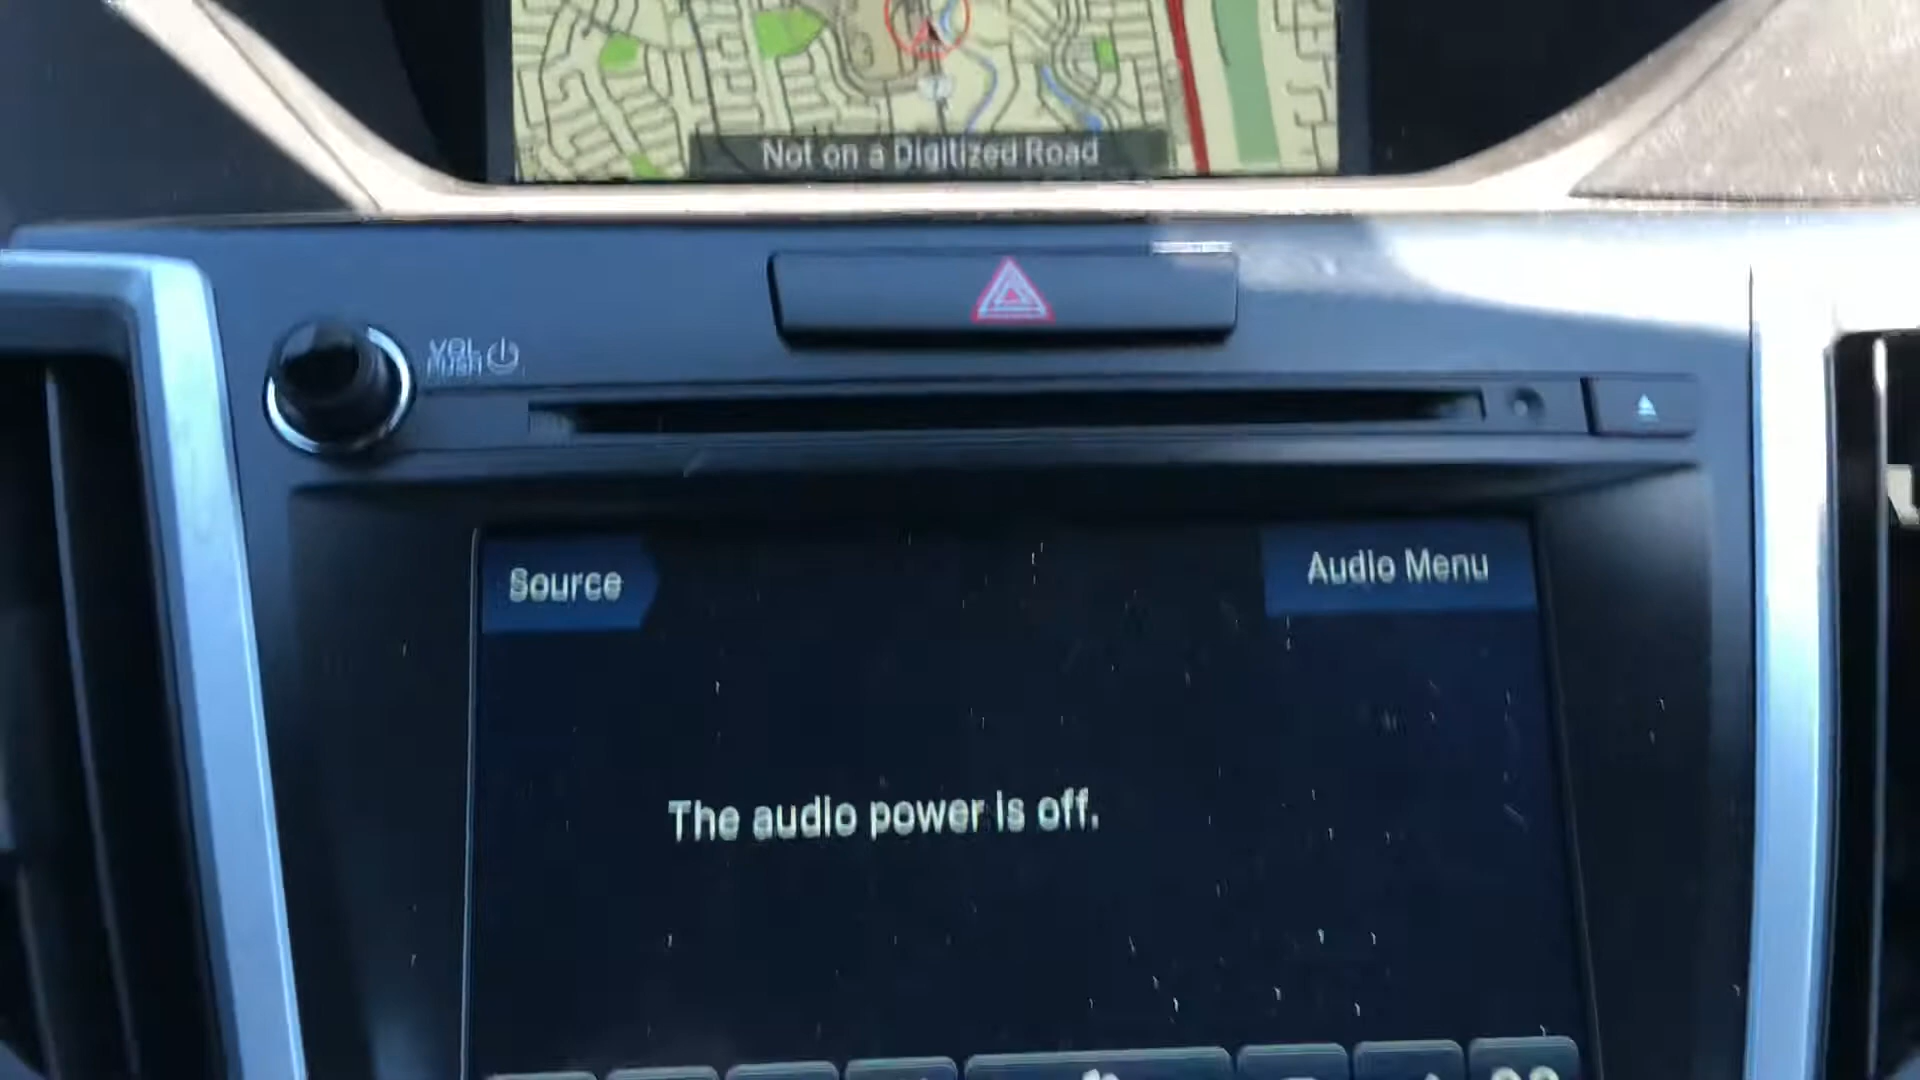 Not on a Digitized Road
VOL
PUSH
Source
Audio Menu
The audio power is off.